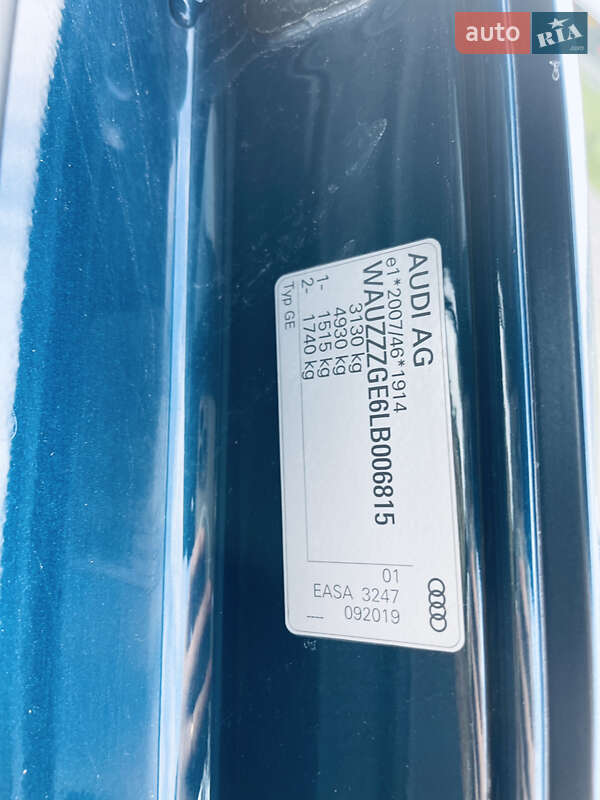 auto RIA .com
AUDI AG
e1*2007/46*1914
WAUZZZGE6LB006815
3130 kg
4930 kg
1- 1515 kg
2- 1740 kg
Typ GE
01
EASA 3247
092019